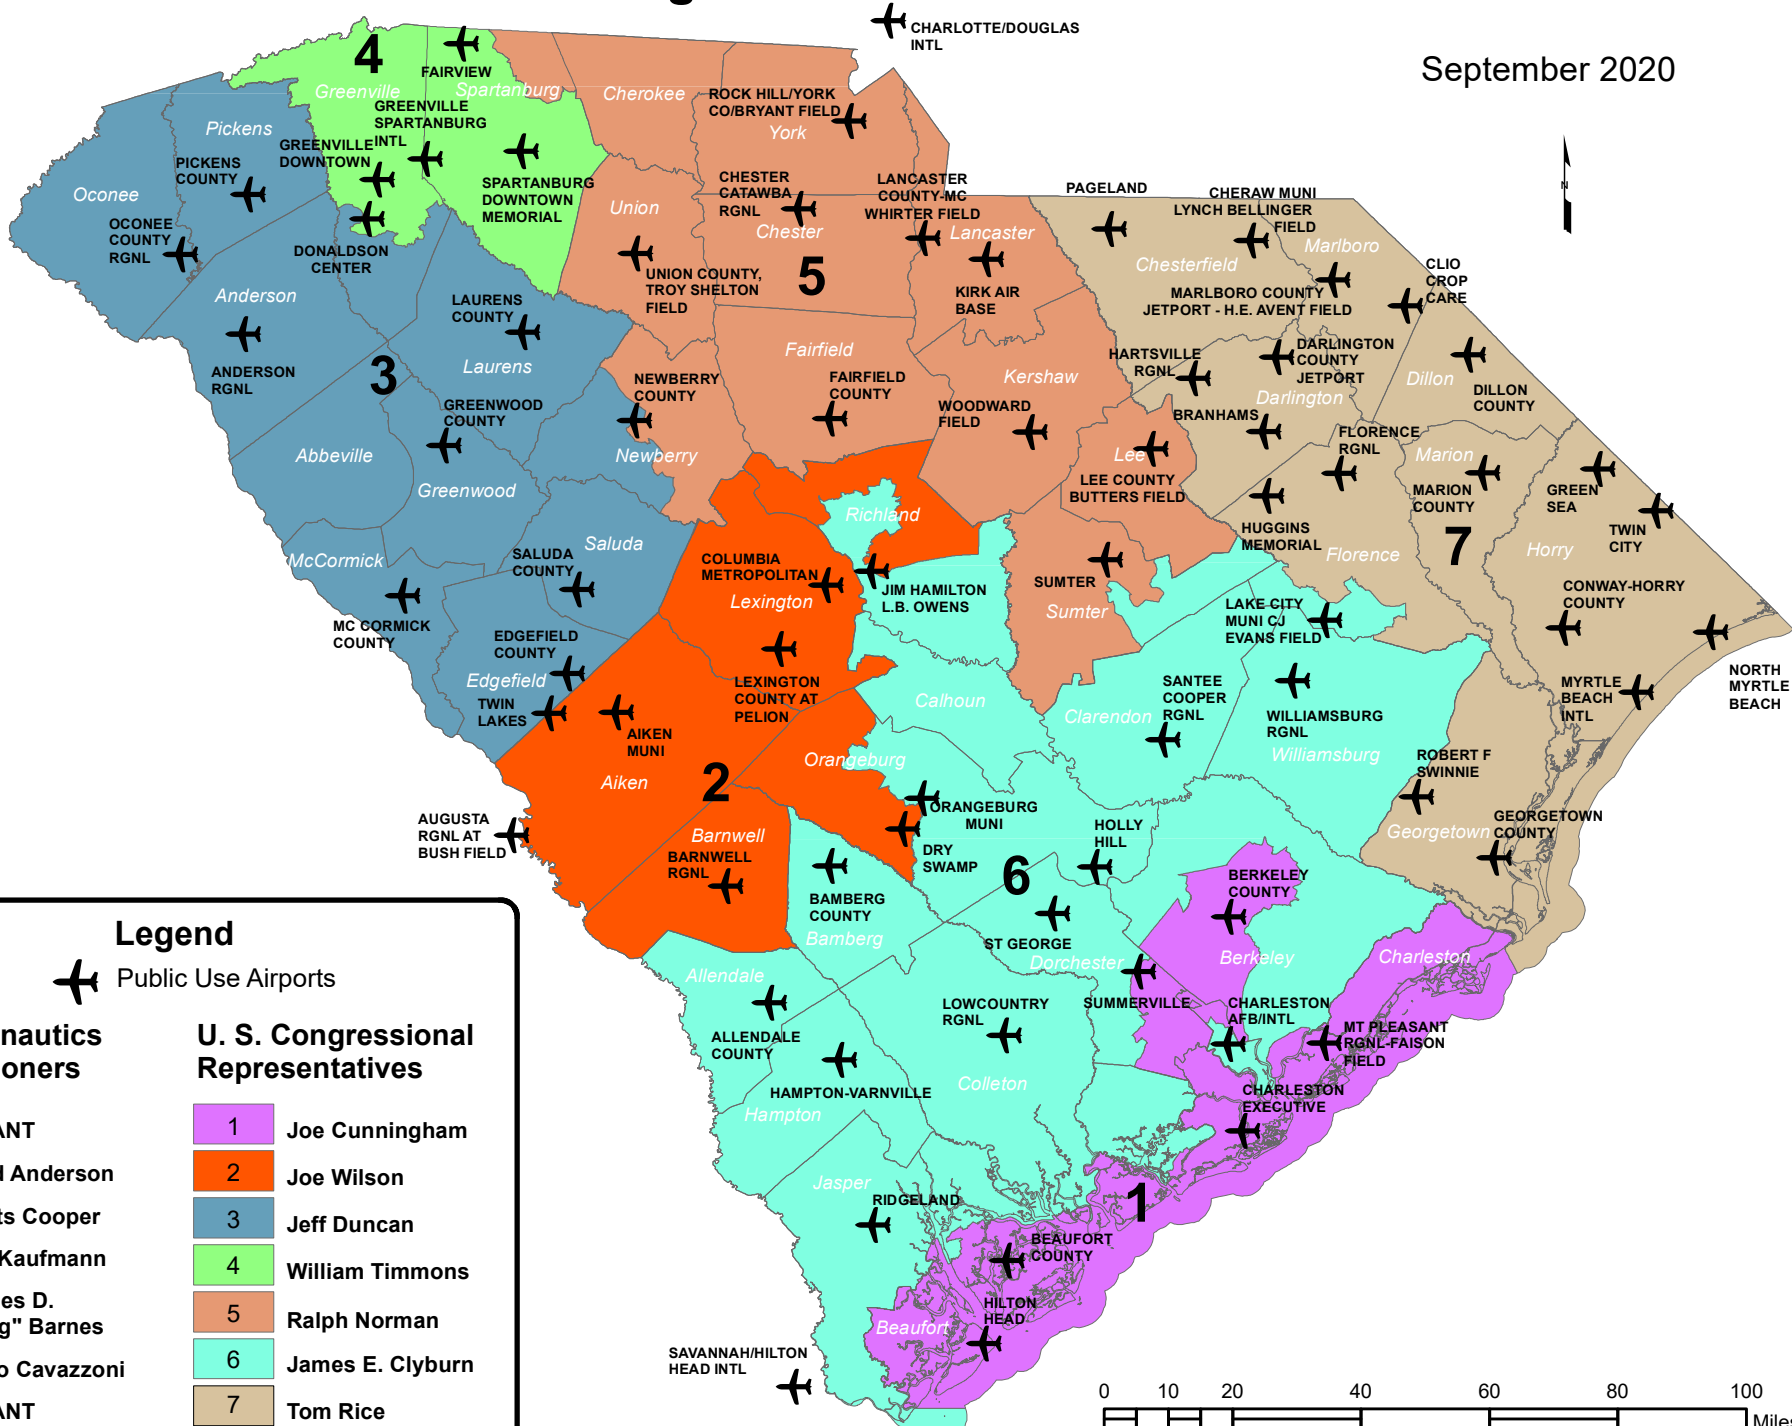 CHARLOTTE/DOUGLAS
INTL
September 2020
N
4
FAIRVIEW
Greenville
Spartanburg
GREENVILLE
SPARTANBURG
INTL
GREENVILLE
DOWNTOWN
SPARTANBURG
DOWNTOWN
MEMORIAL
Cherokee
ROCK HILL/YORK
CO/BRYANT FIELD
York
Pickens
PICKENS
COUNTY
Oconee
OCONEE
COUNTY
RGNL
DONALDSON
CENTER
Union
UNION COUNTY,
TROY SHELTON
FIELD
CHESTER
CATAWBA
RGNL
Chester
5
LANCASTER
COUNTY-MC
WHIRTER FIELD
Lancaster
KIRK AIR
BASE
PAGELAND
CHERAW MUNI
LYNCH BELLINGER
FIELD
Marlboro
Chesterfield
MARLBORO COUNTY
JETPORT - H.E. AVENT FIELD
CLIO
CROP
CARE
Anderson
ANDERSON
RGNL
LAURENS
COUNTY
Laurens
3
GREENWOOD
COUNTY
Abbeville
Greenwood
NEWBERRY
COUNTY
Newberry
Fairfield
FAIRFIELD
COUNTY
Kershaw
WOODWARD
FIELD
HARTSVILLE
RGNL
DARLINGTON
COUNTY
JETPORT
Darlington
BRANHAMS
Dillon
DILLON
COUNTY
FLORENCE
RGNL
Lee
LEE COUNTY
BUTTERS FIELD
Marion
MARION
COUNTY
GREEN
SEA
TWIN
CITY
HUGGINS
MEMORIAL
Florence
7
Horry
CONWAY-HORRY
COUNTY
NORTH
MYRTLE
BEACH
MYRTLE
BEACH
INTL
McCormick
MC CORMICK
COUNTY
Saluda
SALUDA
COUNTY
EDGEFIELD
COUNTY
Edgefield
TWIN
LAKES
Richland
COLUMBIA
METROPOLITAN
Lexington
JIM HAMILTON
L.B. OWENS
LEXINGTON
COUNTY AT
PELION
SUMTER
Sumter
LAKE CITY
MUNI CJ
EVANS FIELD
AIKEN
MUNI
Aiken
2
Calhoun
Clarendon
SANTEE
COOPER
RGNL
WILLIAMSBURG
RGNL
Williamsburg
ROBERT F
SWINNIE
Georgetown
GEORGETOWN
COUNTY
Orangeburg
ORANGEBURG
MUNI
DRY
SWAMP
AUGUSTA
RGNL AT
BUSH FIELD
Barnwell
BARNWELL
RGNL
BAMBERG
COUNTY
Bamberg
HOLLY
HILL
6
ST GEORGE
Dorchester
SUMMERVILLE
BERKELEY
COUNTY
Berkeley
Charleston
CHARLESTON
AFB/INTL
MT PLEASANT
RGNL-FAISON
FIELD
CHARLESTON
EXECUTIVE
Allendale
ALLENDALE
COUNTY
LOWCOUNTRY
RGNL
Colleton
HAMPTON-VARNVILLE
Hampton
Jasper
RIDGELAND
1
BEAUFORT
COUNTY
HILTON
HEAD
Beaufort
SAVANNAH/HILTON
HEAD INTL
Legend
Public Use Airports
nautics
oners
ANT
Anderson
ts Cooper
Kaufmann
es D.
g" Barnes
o Cavazzoni
ANT
U. S. Congressional
Representatives
1 Joe Cunningham
2 Joe Wilson
3 Jeff Duncan
4 William Timmons
5 Ralph Norman
6 James E. Clyburn
7 Tom Rice
0 10 20 40 60 80 100
Miles